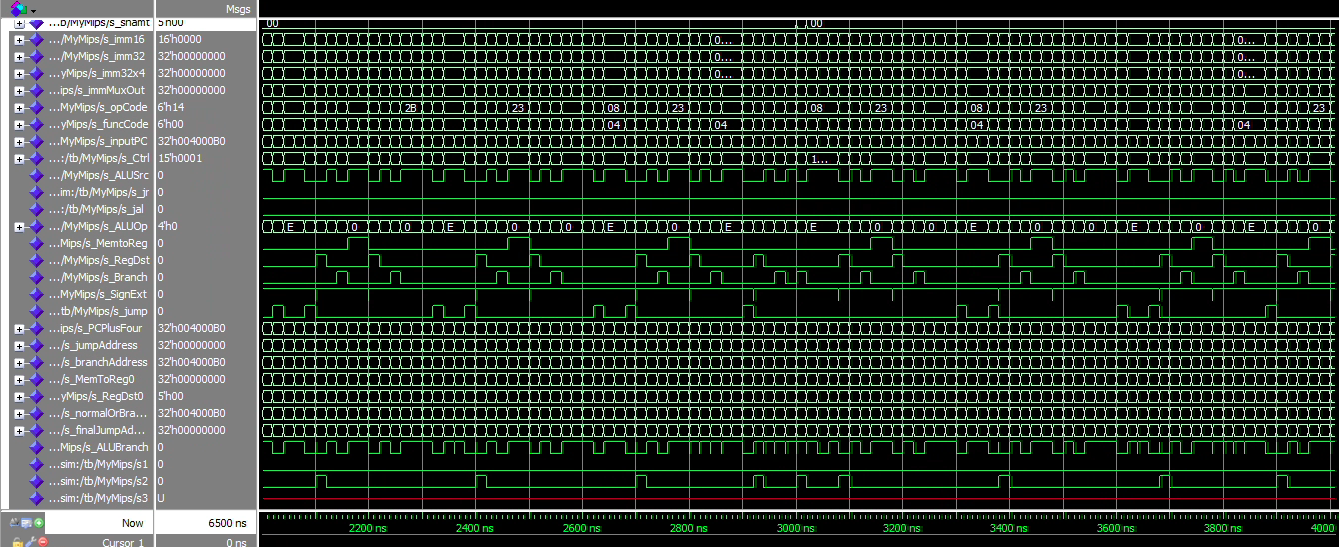 Msgs
...b/MyMips/s_shamt 5'h00 00 00
.../MyMips/s_imm16 16'h0000 0... 0...
.../MyMips/s_imm32 32'h00000000 0... 0...
...yMips/s_imm32x4 32'h00000000 0... 0...
...ips/s_immMuxOut 32'h00000000
...MyMips/s_opCode 6'h14 2B 23 08 23 08 23 08 23 23
...yMips/s_funcCode 6'h00 04 04 04 04
...MyMips/s_inputPC 32'h004000B0
...:/tb/MyMips/s_Ctrl 15'h0001 1...
.../MyMips/s_ALUSrc 0
...im:/tb/MyMips/s_jr 0
...:/tb/MyMips/s_jal 0
.../MyMips/s_ALUOp 4'h0 E 0 0 E 0 0 E 0 E E 0 0 E 0 0 E 0 E 0
...Mips/s_MemtoReg 0
.../MyMips/s_RegDst 0
.../MyMips/s_Branch 0
...MyMips/s_SignExt 0
...tb/MyMips/s_jump 0
...ips/s_PCPlusFour 32'h004000B0
.../s_jumpAddress 32'h00000000
.../s_branchAddress 32'h004000B0
.../s_MemToReg0 32'h00000000
...yMips/s_RegDst0 5'h00
.../s_normalOrBra... 32'h004000B0
.../s_finalJumpAd... 32'h00000000
...Mips/s_ALUBranch 0
...sim:/tb/MyMips/s1 0
...sim:/tb/MyMips/s2 0
...sim:/tb/MyMips/s3 U
Now 6500 ns 2200 ns 2400 ns 2600 ns 2800 ns 3000 ns 3200 ns 3400 ns 3600 ns 3800 ns 4000
Cursor 1 0 ns